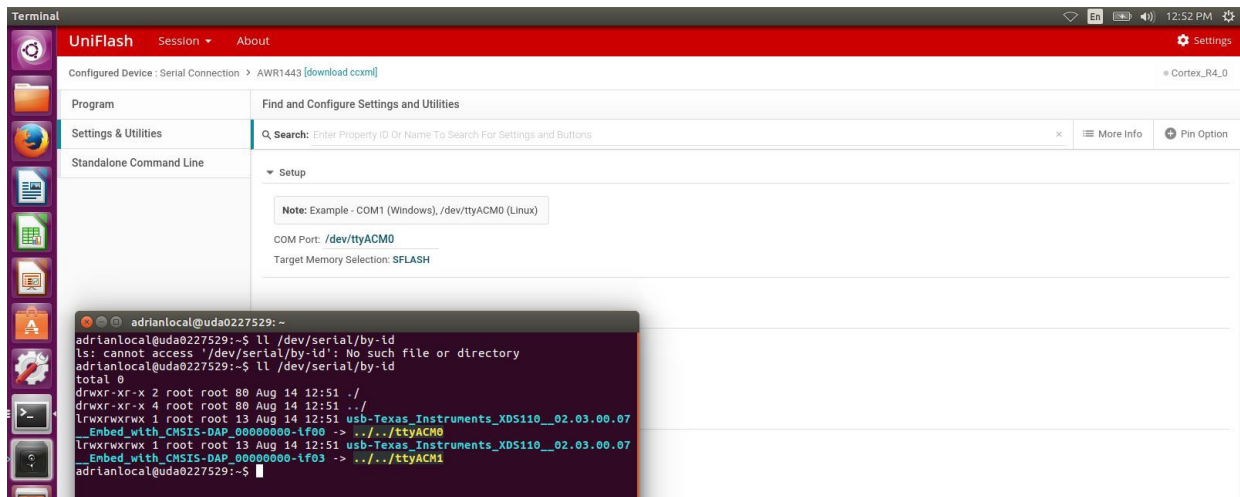 Terminal
En
12:52 PM
UniFlash Session About
Settings
Configured Device : Serial Connection > AWR1443 [download ccxml]
Cortex_R4_0
Program
Settings & Utilities
Standalone Command Line
Find and Configure Settings and Utilities
Search: Enter Property ID Or Name To Search For Settings and Buttons
×
More Info
Pin Option
Setup
Note: Example - COM1 (Windows), /dev/ttyACM0 (Linux)
COM Port: /dev/ttyACM0
Target Memory Selection: SFLASH
adrianlocal@uda0227529: ~
adrianlocal@uda0227529:~$ ll /dev/serial/by-id
ls: cannot access '/dev/serial/by-id': No such file or directory
adrianlocal@uda0227529:~$ ll /dev/serial/by-id
total 0
drwxr-xr-x 2 root root 80 Aug 14 12:51 ./
drwxr-xr-x 4 root root 80 Aug 14 12:51 ../
lrwxrwxrwx 1 root root 13 Aug 14 12:51 usb-Texas_Instruments_XDS110__02.03.00.07
__Embed_with_CMSIS-DAP_00000000-if00 -> ../../ttyACM0
lrwxrwxrwx 1 root root 13 Aug 14 12:51 usb-Texas_Instruments_XDS110__02.03.00.07
__Embed_with_CMSIS-DAP_00000000-if03 -> ../../ttyACM1
adrianlocal@uda0227529:~$